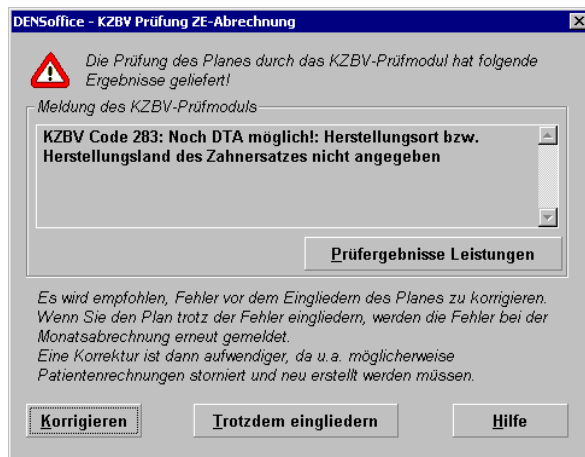 DENSoffice - KZBV Prüfung ZE-Abrechnung
Die Prüfung des Planes durch das KZBV-Prüfmodul hat folgende
Ergebnisse geliefert!
Meldung des KZBV-Prüfmoduls
KZBV Code 283: Noch DTA möglich!: Herstellungsort bzw.
Herstellungsland des Zahnersatzes nicht angegeben
Prüfergebnisse Leistungen
Es wird empfohlen, Fehler vor dem Eingliedern des Planes zu korrigieren.
Wenn Sie den Plan trotz der Fehler eingliedern, werden die Fehler bei der
Monatsabrechnung erneut gemeldet.
Eine Korrektur ist dann aufwendiger, da u.a. möglicherweise
Patientenrechnungen storniert und neu erstellt werden müssen.
Korrigieren Trotzdem eingliedern Hilfe